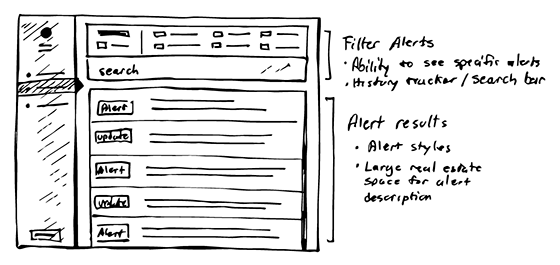 search
Alert
update
Alert
update
Alert
Filter Alerts
• Ability to see specific alerts
• History tracker / search bar
Alert results
• Alert styles
• Large real estate
space for alert
description